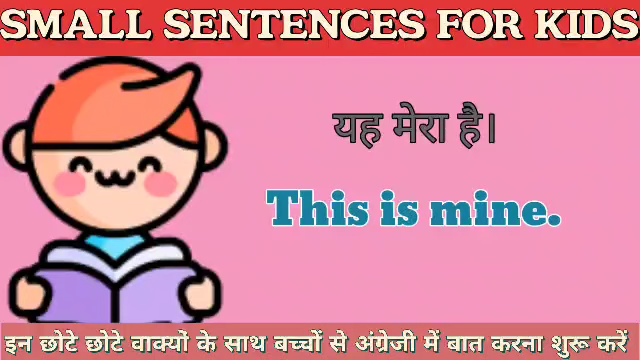 SMALL SENTENCES FOR KIDS
यह मेरा है।
This is mine.
इन छोटे छोटे वाक्यों के साथ बच्चों से अंग्रेजी में बात करना शुरू करें